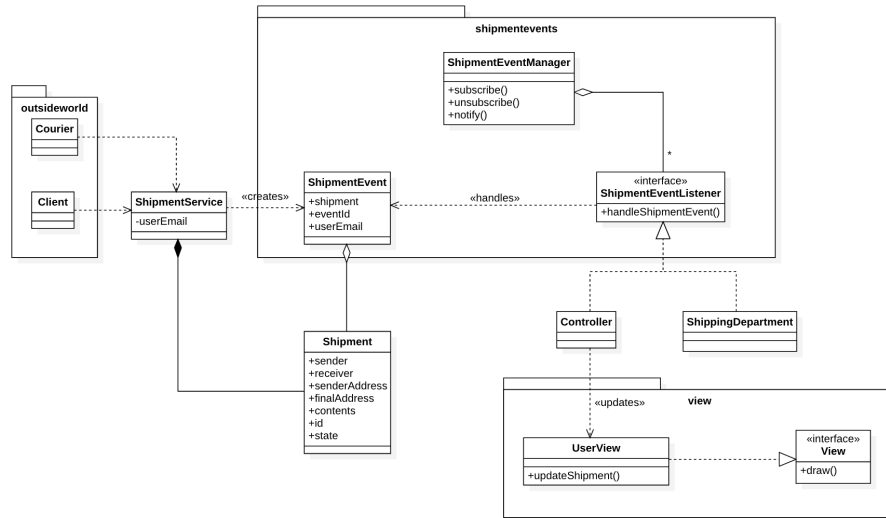 shipmentevents
ShipmentEventManager
+subscribe()
+unsubscribe()
+notify()
outsideworld
Courier
*
«interface»
ShipmentEventListener
+handleShipmentEvent()
ShipmentEvent
+shipment
+eventId
+userEmail
«creates»
«handles»
Client
ShipmentService
-userEmail
Controller
ShippingDepartment
Shipment
+sender
+receiver
+senderAddress
+finalAddress
+contents
+id
+state
«updates»
view
UserView
+updateShipment()
«interface»
View
+draw()